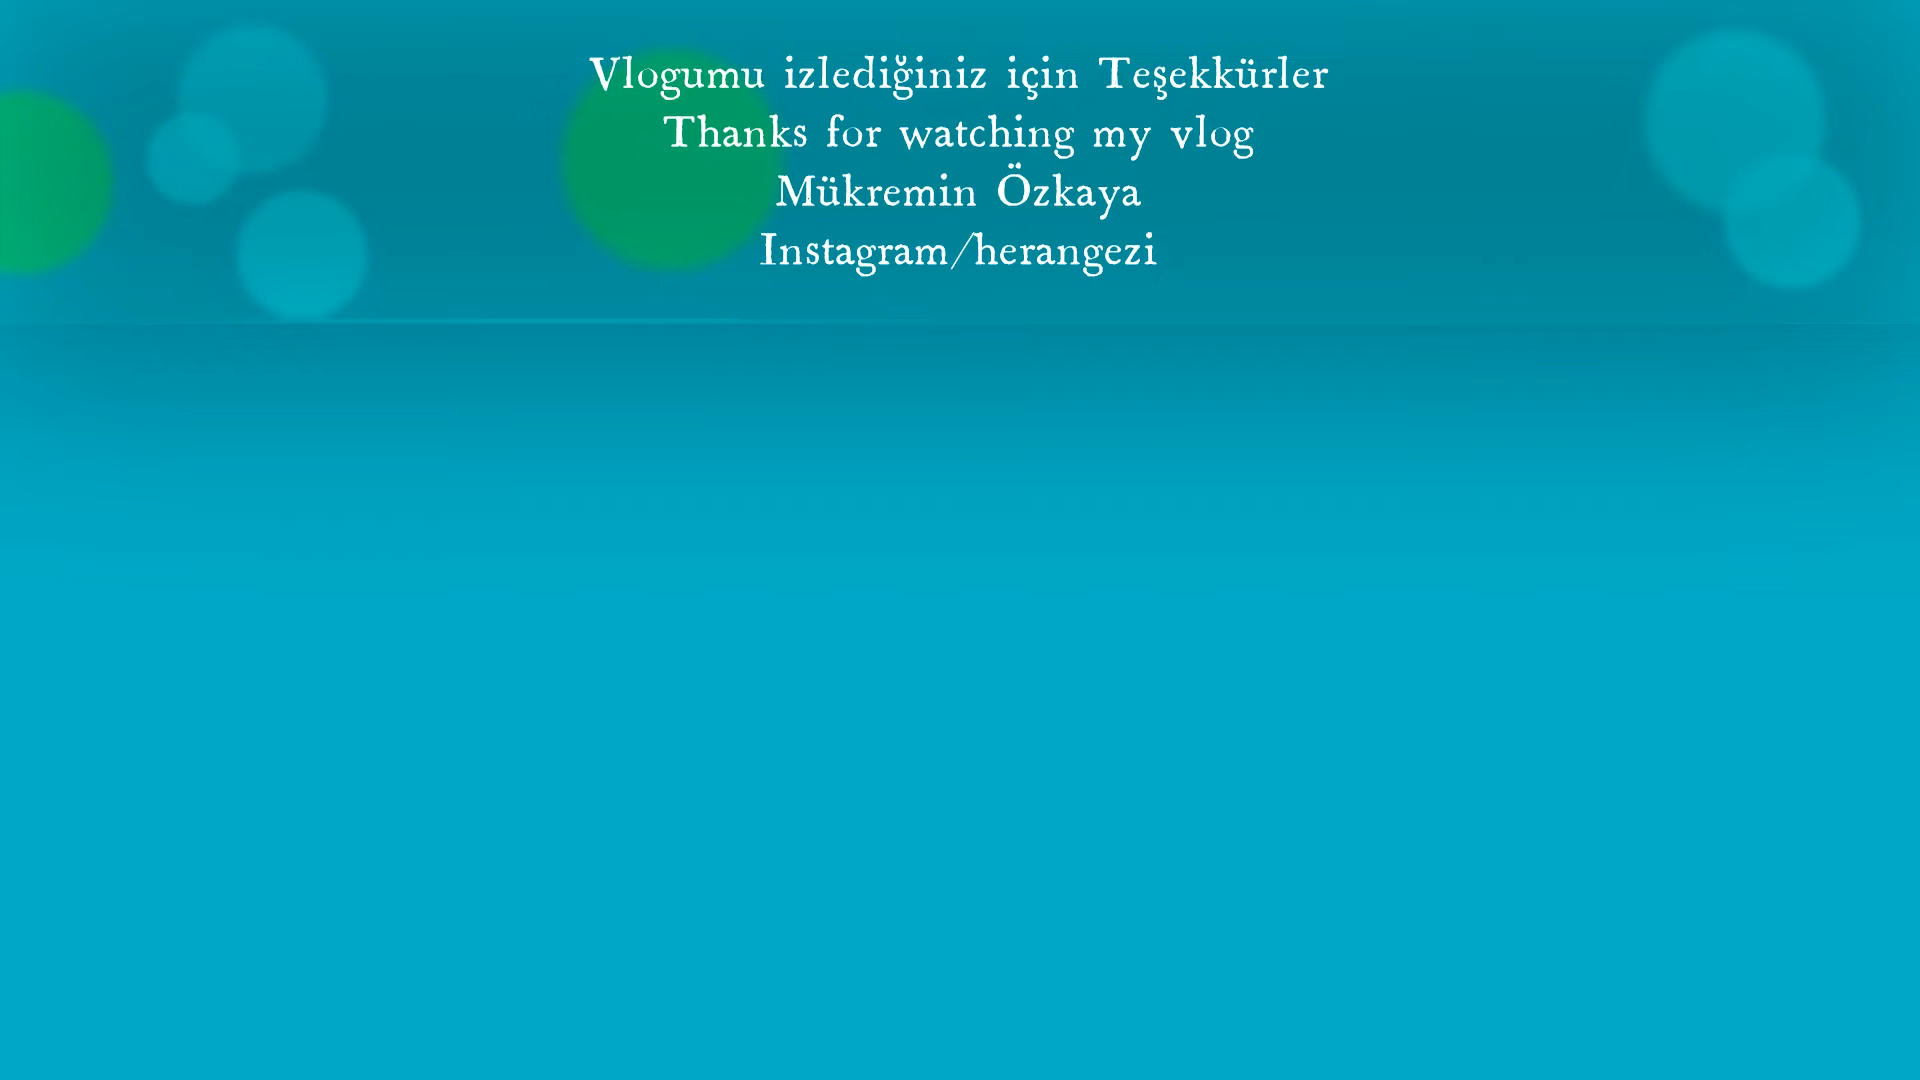 Vlogumu izlediğiniz için Teşekkürler
Thanks for watching my vlog
Mükremin Özkaya
Instagram/herangezi